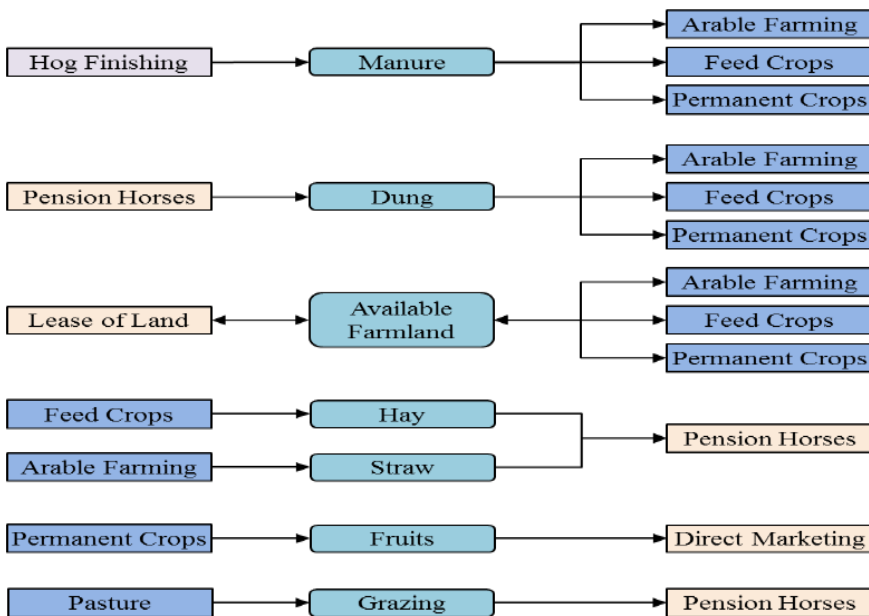 Arable Farming
Hog Finishing
Manure
Feed Crops
Permanent Crops
Arable Farming
Pension Horses
Dung
Feed Crops
Permanent Crops
Arable Farming
Lease of Land
Available
Farmland
Feed Crops
Permanent Crops
Feed Crops
Hay
Pension Horses
Arable Farming
Straw
Permanent Crops
Fruits
Direct Marketing
Pasture
Grazing
Pension Horses